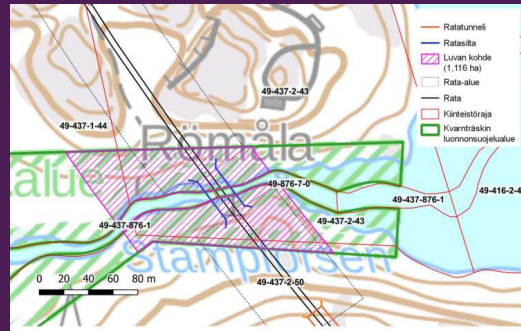 Ratatunneli
Ratasilta
Luvan kohde
(1,116 ha)
Rata-alue
Rata
Kiinteistöraja
Kvarnträskin
luonnonsuojelualue
49-437-2-43
49-437-1-44
Rämåla
alue
49-876-7-0
49-416-2-4
49-437-876-1
49-437-2-43
49-437-876-1
Stampforsen
49-437-2-50
0 20 40 60 80 m